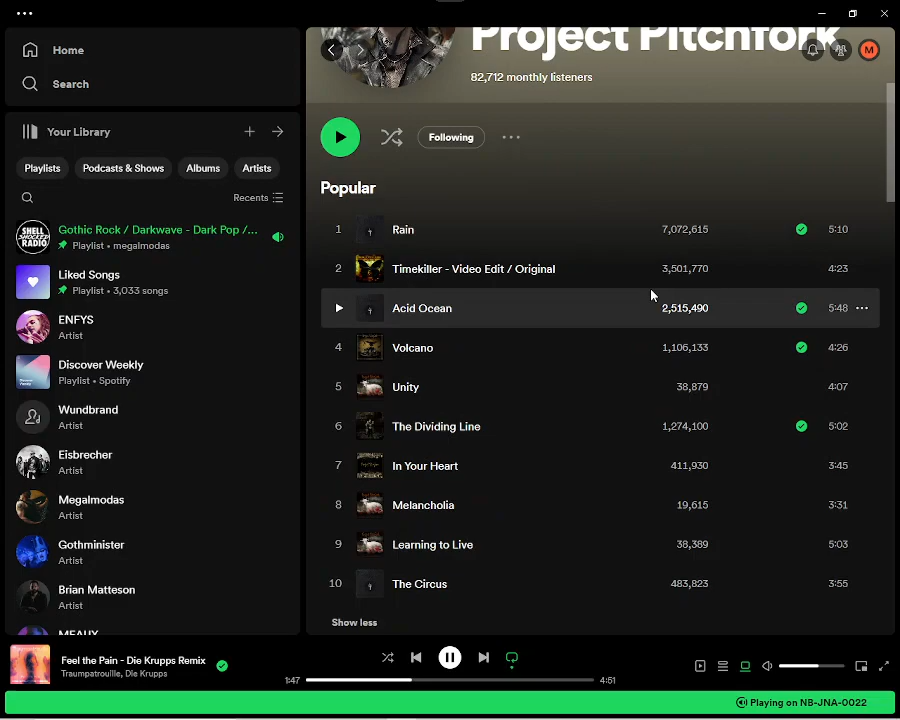 Home
Search
Your Library
Playlists
Podcasts & Shows
Albums
Artists
Recents
SHELL SHOCKED RADIO
Gothic Rock / Darkwave - Dark Pop /...
Playlist • megalmodas
Liked Songs
Playlist • 3,033 songs
ENFYS
Artist
Discover Weekly
Playlist • Spotify
Wundbrand
Artist
Eisbrecher
Artist
Megalmodas
Artist
Gothminister
Artist
Brian Matteson
Artist
MEAUX
Project Pitchfork
M
82,712 monthly listeners
Following
Popular
1 Rain 7,072,615 5:10
2 Timekiller - Video Edit / Original 3,501,770 4:23
Acid Ocean 2,515,490 5:48
4 Volcano 1,106,133 4:26
5 Unity 38,879 4:07
6 The Dividing Line 1,274,100 5:02
7 In Your Heart 411,930 3:45
8 Melancholia 19,615 3:31
9 Learning to Live 38,389 5:03
10 The Circus 483,823 3:55
Show less
Feel the Pain - Die Krupps Remix
Traumpatrouille, Die Krupps
1:47
4:51
Playing on NB-JNA-0022